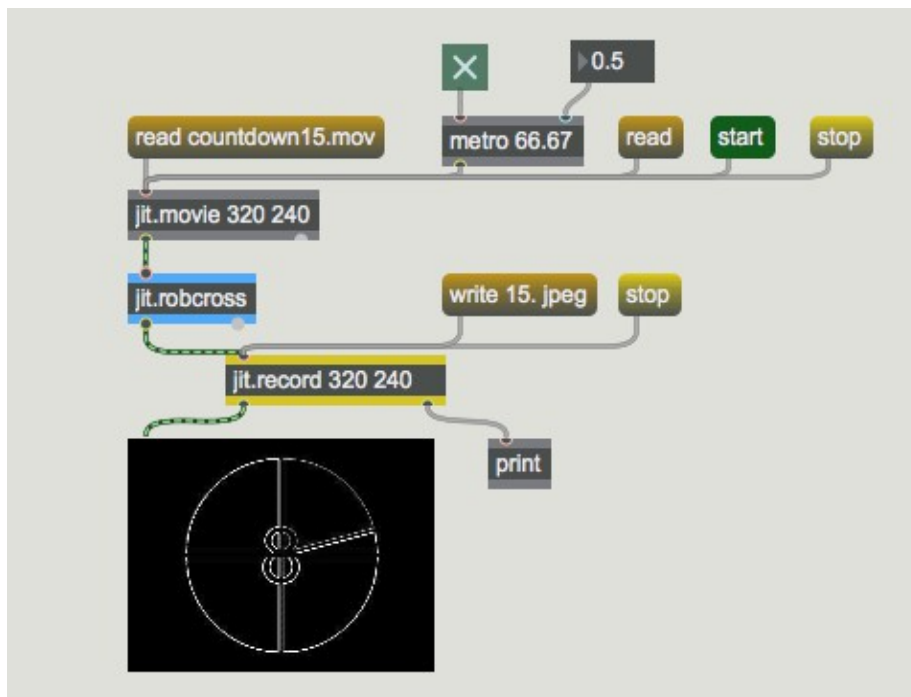 0.5
read countdown15.mov
metro 66.67
read
start
stop
jit.movie 320 240
jit.robcross
write 15. jpeg
stop
jit.record 320 240
print
8